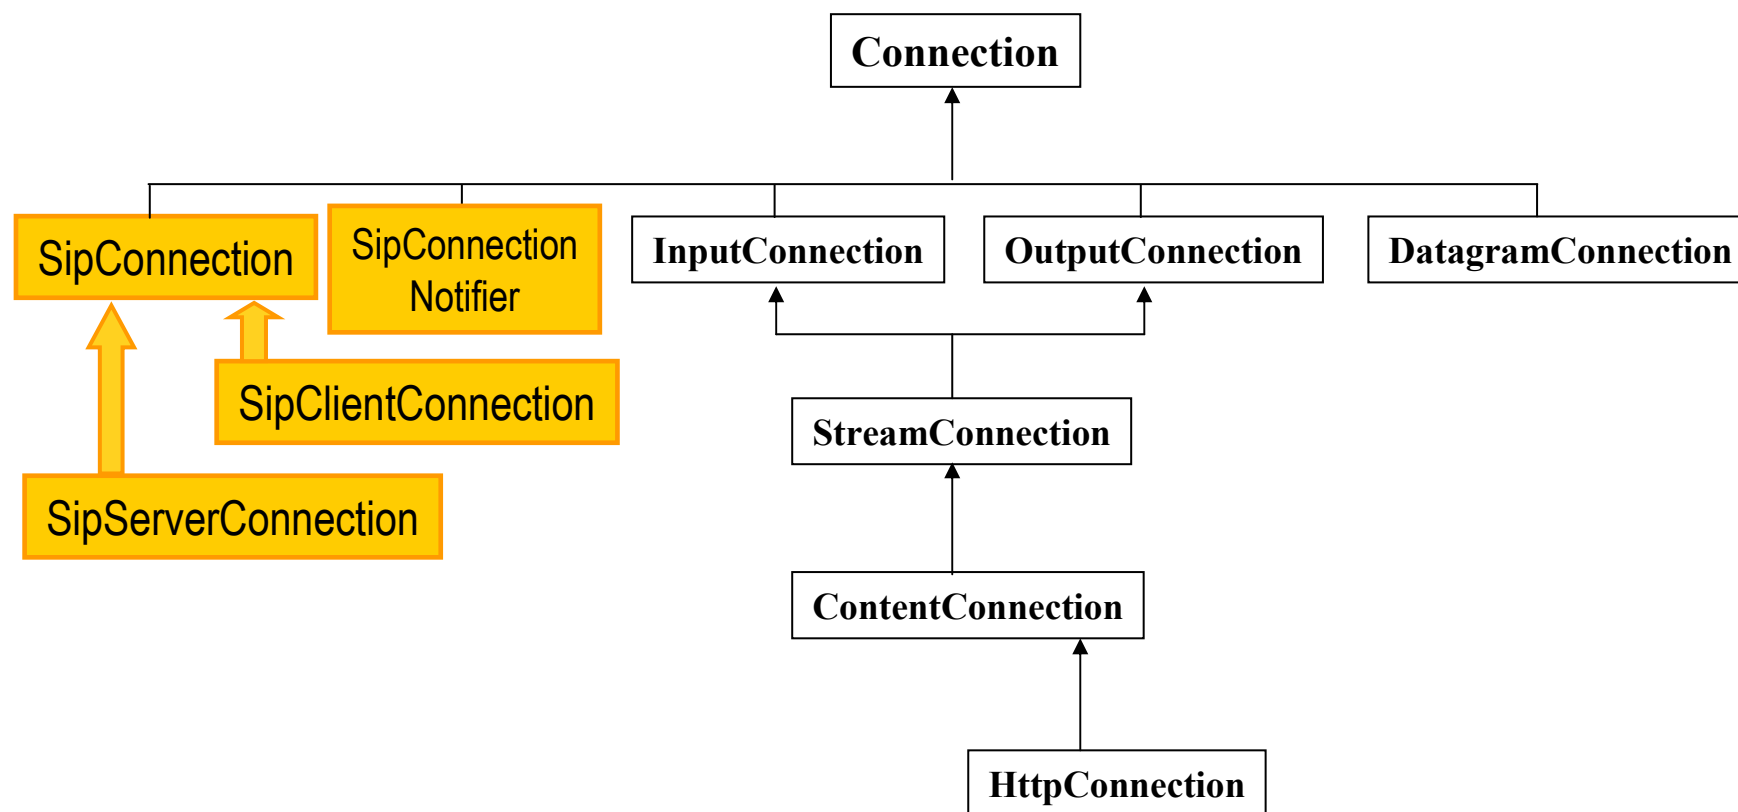 Connection
SipConnection
SipConnection
Notifier
InputConnection
OutputConnection
DatagramConnection
SipClientConnection
StreamConnection
SipServerConnection
ContentConnection
HttpConnection